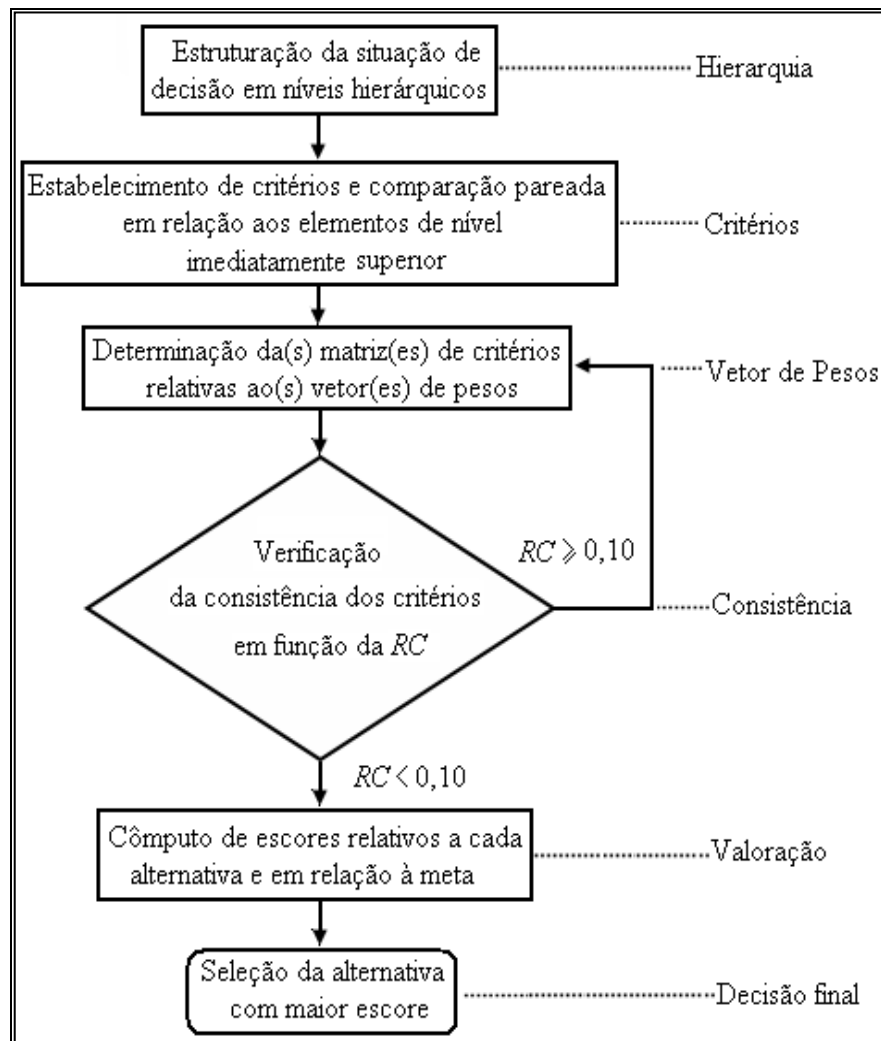 Estruturação da situação de
decisão em níveis hierárquicos
Hierarquia
Estabelecimento de critérios e comparação pareada
em relação aos elementos de nível
imediatamente superior
Critérios
Determinação da(s) matriz(es) de critérios
relativas ao(s) vetor(es) de pesos
Vetor de Pesos
Verificação
da consistência dos critérios
em função da RC
RC ⩾ 0,10
Consistência
RC < 0,10
Cômputo de escores relativos a cada
alternativa e em relação à meta
Valoração
Seleção da alternativa
com maior escore
Decisão final